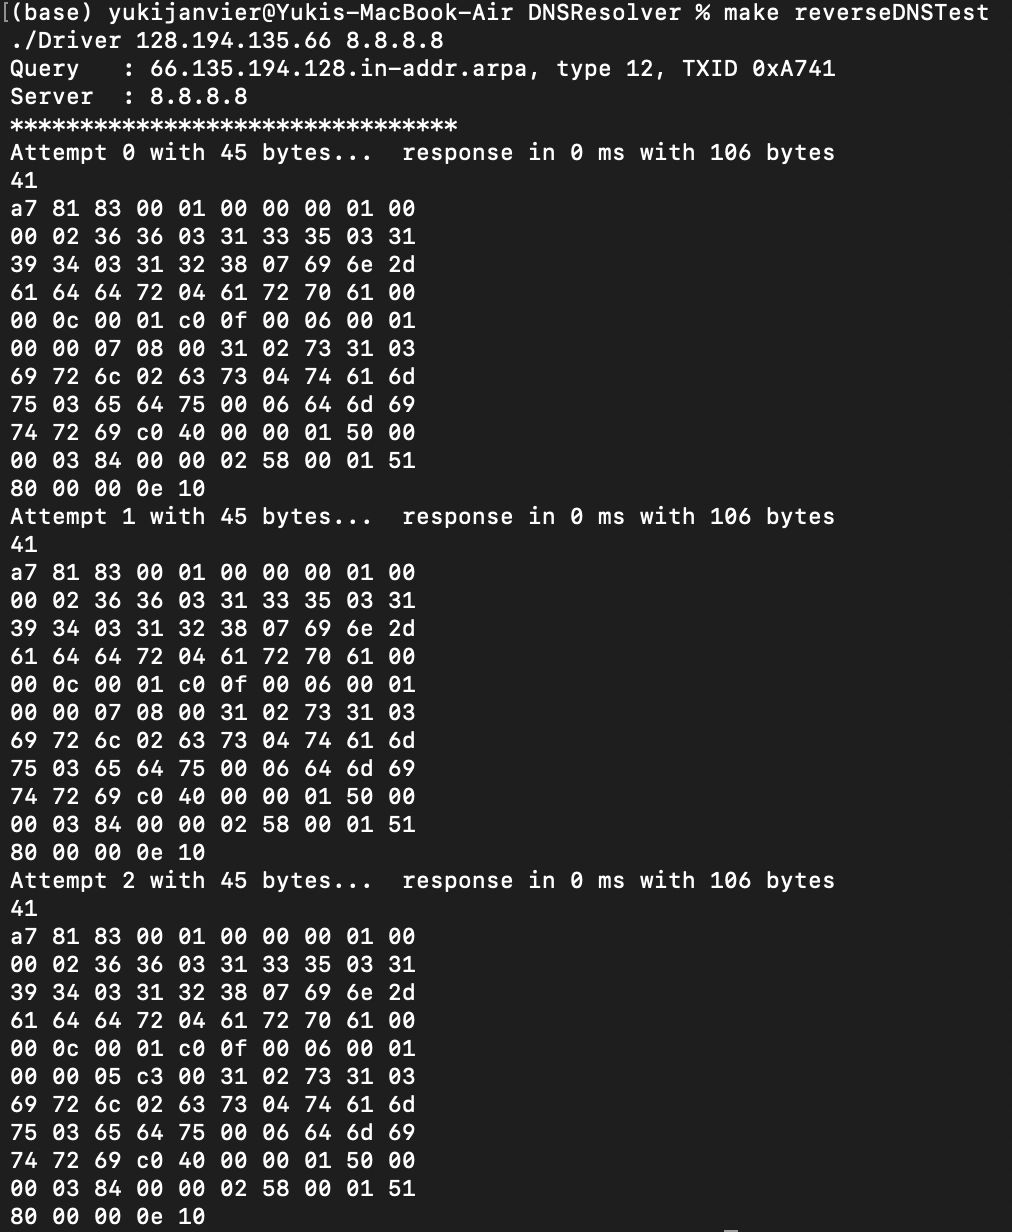 [(base) yukijanvier@Yukis-MacBook-Air DNSResolver % make reverseDNSTest
./Driver 128.194.135.66 8.8.8.8
Query   : 66.135.194.128.in-addr.arpa, type 12, TXID 0xA741
Server  : 8.8.8.8
********************************
Attempt 0 with 45 bytes...  response in 0 ms with 106 bytes
41
a7 81 83 00 01 00 00 00 01 00
00 02 36 36 03 31 33 35 03 31
39 34 03 31 32 38 07 69 6e 2d
61 64 64 72 04 61 72 70 61 00
00 0c 00 01 c0 0f 00 06 00 01
00 00 07 08 00 31 02 73 31 03
69 72 6c 02 63 73 04 74 61 6d
75 03 65 64 75 00 06 64 6d 69
74 72 69 c0 40 00 00 01 50 00
00 03 84 00 00 02 58 00 01 51
80 00 00 0e 10
Attempt 1 with 45 bytes...  response in 0 ms with 106 bytes
41
a7 81 83 00 01 00 00 00 01 00
00 02 36 36 03 31 33 35 03 31
39 34 03 31 32 38 07 69 6e 2d
61 64 64 72 04 61 72 70 61 00
00 0c 00 01 c0 0f 00 06 00 01
00 00 07 08 00 31 02 73 31 03
69 72 6c 02 63 73 04 74 61 6d
75 03 65 64 75 00 06 64 6d 69
74 72 69 c0 40 00 00 01 50 00
00 03 84 00 00 02 58 00 01 51
80 00 00 0e 10
Attempt 2 with 45 bytes...  response in 0 ms with 106 bytes
41
a7 81 83 00 01 00 00 00 01 00
00 02 36 36 03 31 33 35 03 31
39 34 03 31 32 38 07 69 6e 2d
61 64 64 72 04 61 72 70 61 00
00 0c 00 01 c0 0f 00 06 00 01
00 00 05 c3 00 31 02 73 31 03
69 72 6c 02 63 73 04 74 61 6d
75 03 65 64 75 00 06 64 6d 69
74 72 69 c0 40 00 00 01 50 00
00 03 84 00 00 02 58 00 01 51
80 00 00 0e 10